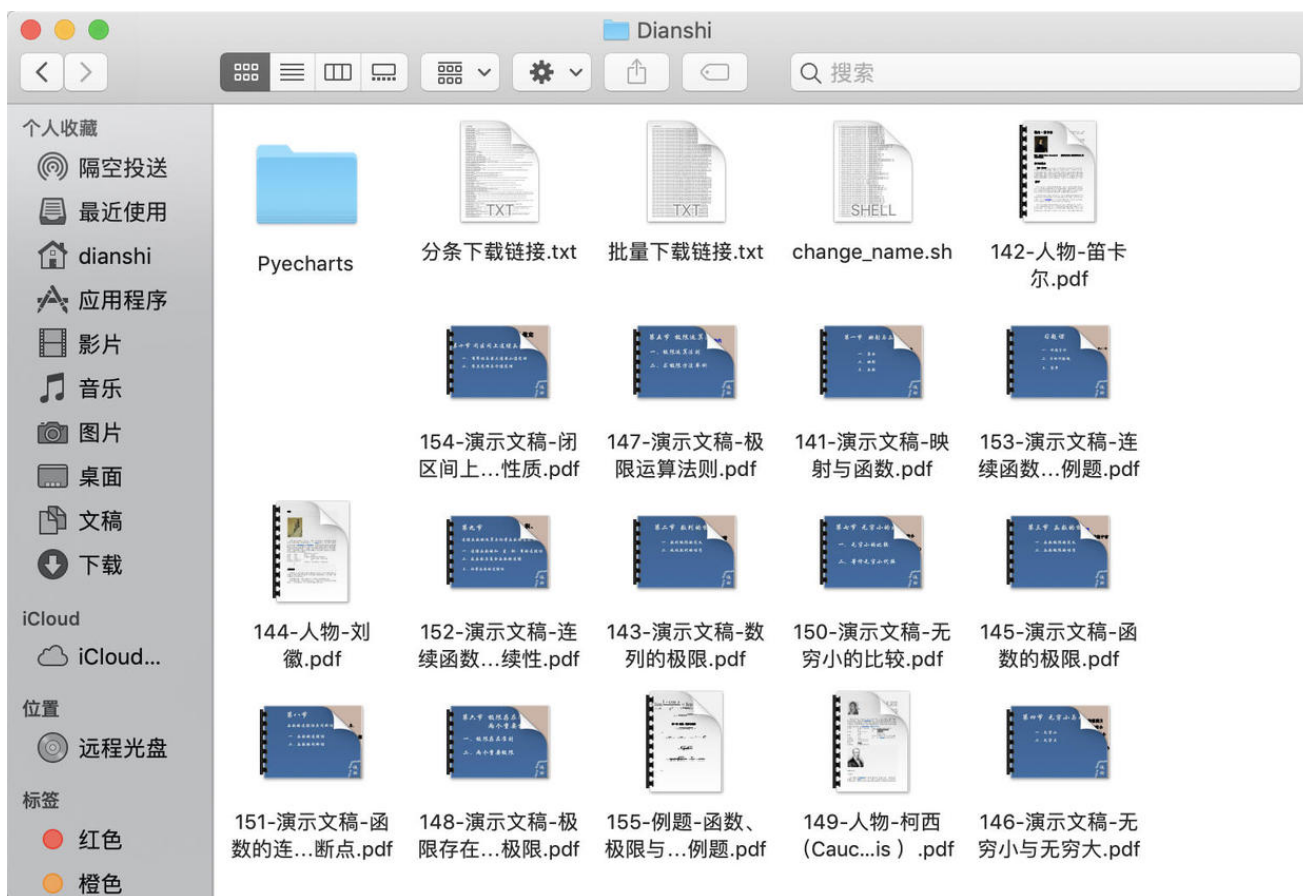 Dianshi
搜索
个人收藏
隔空投送
最近使用
dianshi
应用程序
影片
音乐
图片
桌面
文稿
下载
iCloud
iCloud...
位置
远程光盘
标签
红色
橙色
TXT
TXT
SHELL
Pyecharts
分条下载链接.txt
批量下载链接.txt
change_name.sh
142-人物-笛卡
尔.pdf
154-演示文稿-闭
区间上...性质.pdf
147-演示文稿-极
限运算法则.pdf
141-演示文稿-映
射与函数.pdf
153-演示文稿-连
续函数...例题.pdf
144-人物-刘
徽.pdf
152-演示文稿-连
续函数...续性.pdf
143-演示文稿-数
列的极限.pdf
150-演示文稿-无
穷小的比较.pdf
145-演示文稿-函
数的极限.pdf
151-演示文稿-函
数的连...断点.pdf
148-演示文稿-极
限存在...极限.pdf
155-例题-函数、
极限与...例题.pdf
149-人物-柯西
（Cauc...is ）.pdf
146-演示文稿-无
穷小与无穷大.pdf